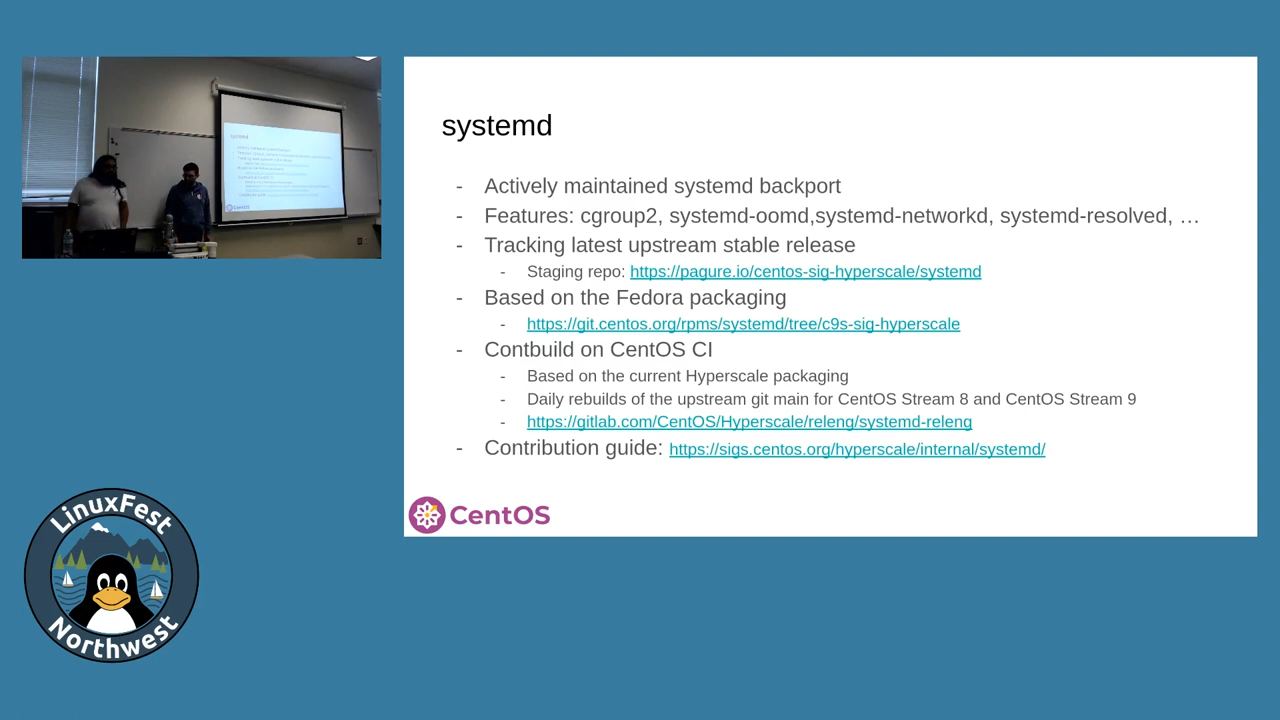 systemd
- Actively maintained systemd backport
- Features: cgroup2, systemd-oomd,systemd-networkd, systemd-resolved, …
- Tracking latest upstream stable release
- Staging repo: https://pagure.io/centos-sig-hyperscale/systemd
- Based on the Fedora packaging
- https://git.centos.org/rpms/systemd/tree/c9s-sig-hyperscale
- Contbuild on CentOS CI
- Based on the current Hyperscale packaging
- Daily rebuilds of the upstream git main for CentOS Stream 8 and CentOS Stream 9
- https://gitlab.com/CentOS/Hyperscale/releng/systemd-releng
- Contribution guide: https://sigs.centos.org/hyperscale/internal/systemd/
CentOS
LinuxFest
Northwest